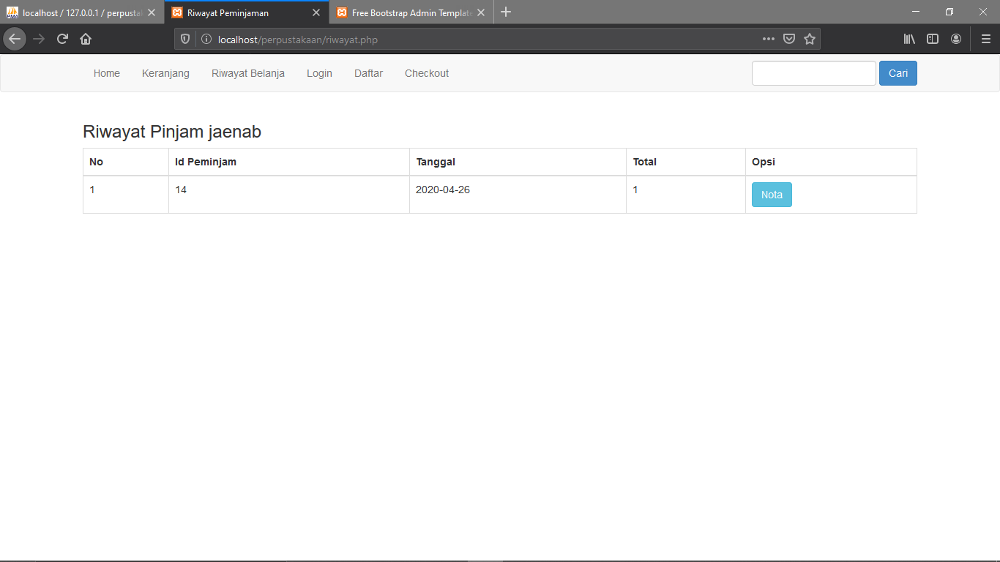 localhost / 127.0.0.1 / perpusta
Riwayat Peminjaman
Free Bootstrap Admin Template
localhost/perpustakaan/riwayat.php
Home Keranjang Riwayat Belanja Login Daftar Checkout Cari
Riwayat Pinjam jaenab
No Id Peminjam Tanggal Total Opsi
1 14 2020-04-26 1 Nota